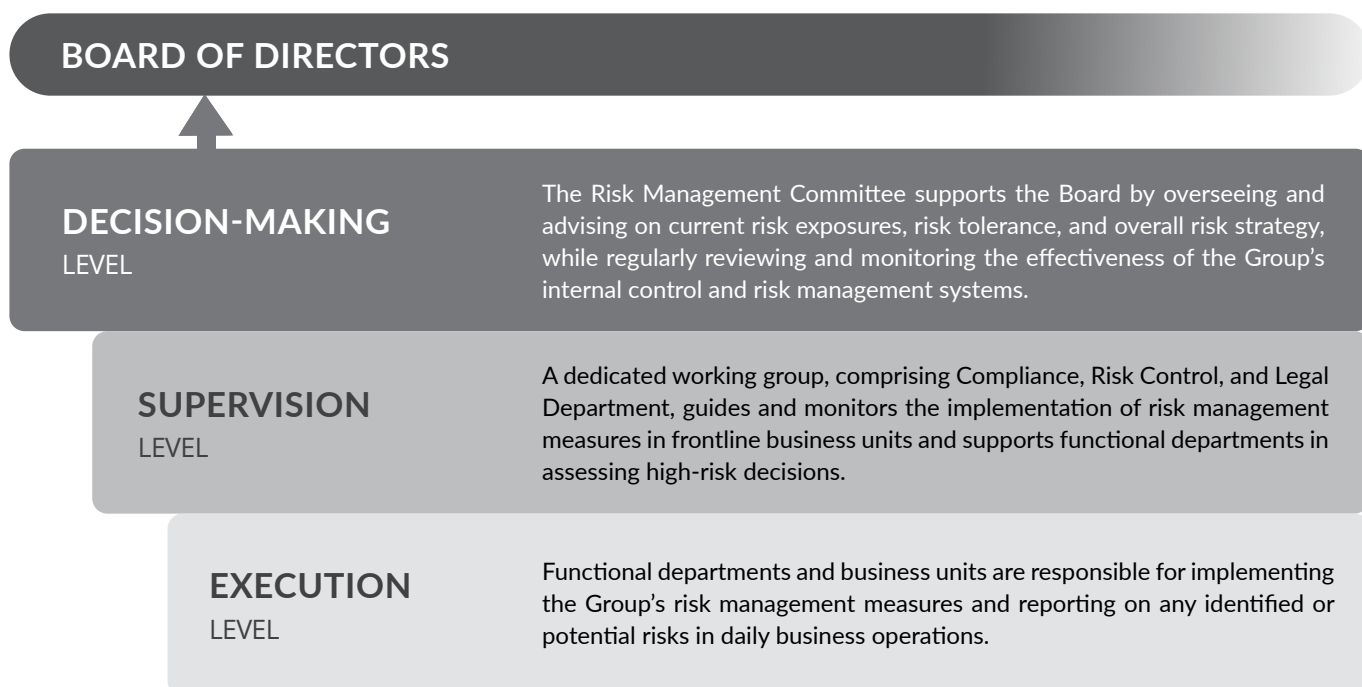 BOARD OF DIRECTORS
DECISION-MAKING
LEVEL
The Risk Management Committee supports the Board by overseeing and
advising on current risk exposures, risk tolerance, and overall risk strategy,
while regularly reviewing and monitoring the effectiveness of the Group’s
internal control and risk management systems.
SUPERVISION
LEVEL
A dedicated working group, comprising Compliance, Risk Control, and Legal
Department, guides and monitors the implementation of risk management
measures in frontline business units and supports functional departments in
assessing high-risk decisions.
EXECUTION
LEVEL
Functional departments and business units are responsible for implementing
the Group’s risk management measures and reporting on any identified or
potential risks in daily business operations.